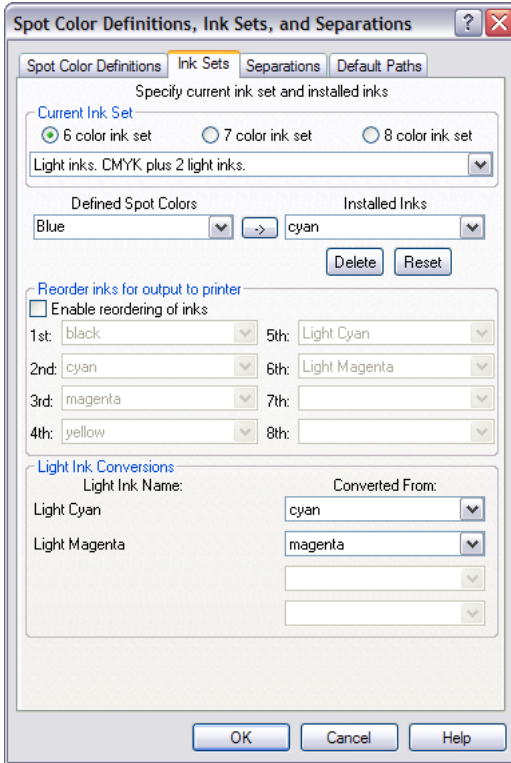 Spot Color Definitions, Ink Sets, and Separations ?
Spot Color Definitions Ink Sets Separations Default Paths
Specify current ink set and installed inks
Current Ink Set
6 color ink set 7 color ink set 8 color ink set
Light inks. CMYK plus 2 light inks.
Defined Spot Colors Installed Inks
Blue -> cyan
Delete Reset
Reorder inks for output to printer
Enable reordering of inks
1st: black 5th: Light Cyan
2nd: cyan 6th: Light Magenta
3rd: magenta 7th:
4th: yellow 8th:
Light Ink Conversions
Light Ink Name: Converted From:
Light Cyan cyan
Light Magenta magenta
OK Cancel Help